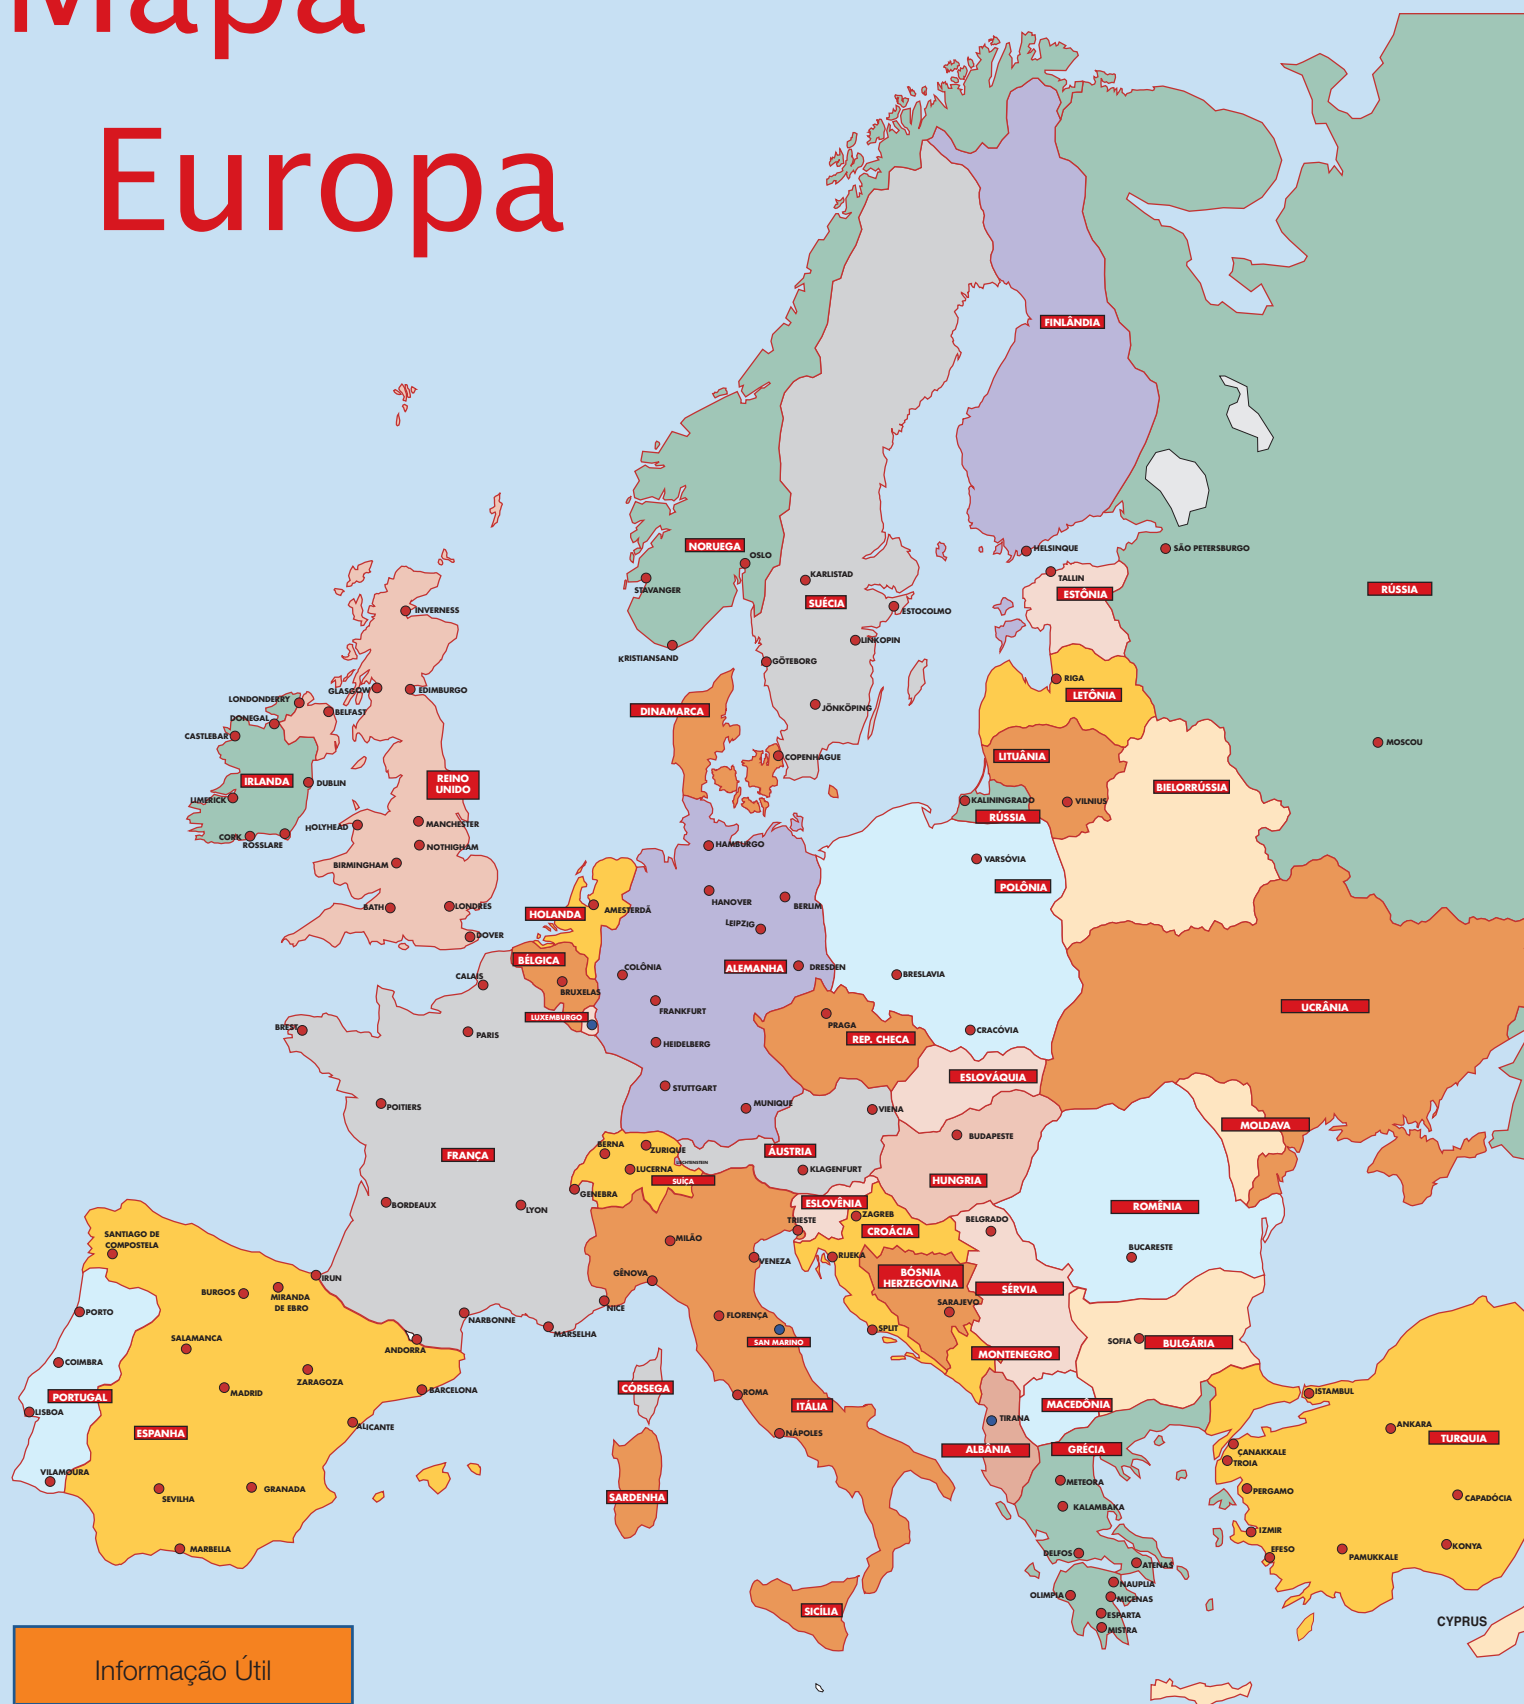 Mapa
Europa
FINLÂNDIA
HELSINQUE
SÃO PETERSBURGO
NORUEGA
OSLO
STAVANGER
KRISTIANSAND
KARLISTAD
SUÉCIA
ESTOCOLMO
LINKOPIN
GÖTEBORG
JÖNKÖPING
TALLIN
ESTÔNIA
RÚSSIA
RIGA
LETÔNIA
MOSCOU
INVERNESS
GLASGOW
EDIMBURGO
LONDONDERRY
BELFAST
DONEGAL
CASTLEBAR
IRLANDA
DUBLIN
LIMERICK
CORK
ROSSLARE
REINO
UNIDO
HOLYHEAD
MANCHESTER
NOTHIGHAM
BIRMINGHAM
BATH
LONDRES
DOVER
DINAMARCA
COPENHAGUE
LITUÂNIA
VILNIUS
KALININGRADO
RÚSSIA
BIELORRÚSSIA
VARSÓVIA
POLÔNIA
BRESLAVIA
CRACÓVIA
HAMBURGO
HANOVER
BERLIM
LEIPZIG
HOLANDA
AMESTERDÃ
BÉLGICA
BRUXELAS
LUXEMBURGO
COLÔNIA
ALEMANHA
DRESDEN
FRANKFURT
HEIDELBERG
STUTTGART
MUNIQUE
PRAGA
REP. CHECA
UCRÂNIA
ESLOVÁQUIA
CALAIS
BREST
PARIS
POITIERS
FRANÇA
BORDEAUX
LYON
BERNA
ZURIQUE
LUCERNA
LIECHTENSTEIN
SUÍÇA
GENEBRA
VIENA
ÁUSTRIA
KLAGENFURT
BUDAPESTE
HUNGRIA
MOLDAVA
ROMÊNIA
BUCARESTE
ESLOVÊNIA
TRIESTE
ZAGREB
CROÁCIA
RIJEKA
BELGRADO
BÓSNIA
HERZEGOVINA
SARAJEVO
SÉRVIA
SPLIT
MONTENEGRO
SOFIA
BULGÁRIA
SANTIAGO DE
COMPOSTELA
IRUN
BURGOS
MIRANDA
DE EBRO
PORTO
SALAMANCA
COIMBRA
ZARAGOZA
ANDORRA
PORTUGAL
MADRID
BARCELONA
LISBOA
ESPANHA
ALICANTE
VILAMOURA
SEVILHA
GRANADA
MARBELLA
NARBONNE
MARSELHA
NICE
MILÃO
VENEZA
GÊNOVA
FLORENÇA
SAN MARINO
CÓRSEGA
ROMA
ITÁLIA
NÁPOLES
SARDENHA
SICÍLIA
MACEDÔNIA
TIRANA
ALBÂNIA
GRÉCIA
METEORA
KALAMBAKA
DELFOS
ATENAS
NAUPLIA
OLIMPIA
MIÇENAS
ESPARTA
MISTRA
ISTAMBUL
ANKARA
TURQUIA
ÇANAKKALE
TROIA
PERGAMO
CAPADÓCIA
IZMIR
EFESO
PAMUKKALE
KONYA
CYPRUS
Informação Útil